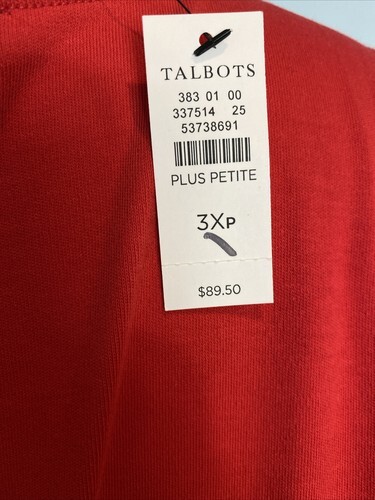 TALBOTS
383 01 00
337514 25
53738691
PLUS PETITE
3XP
$89.50